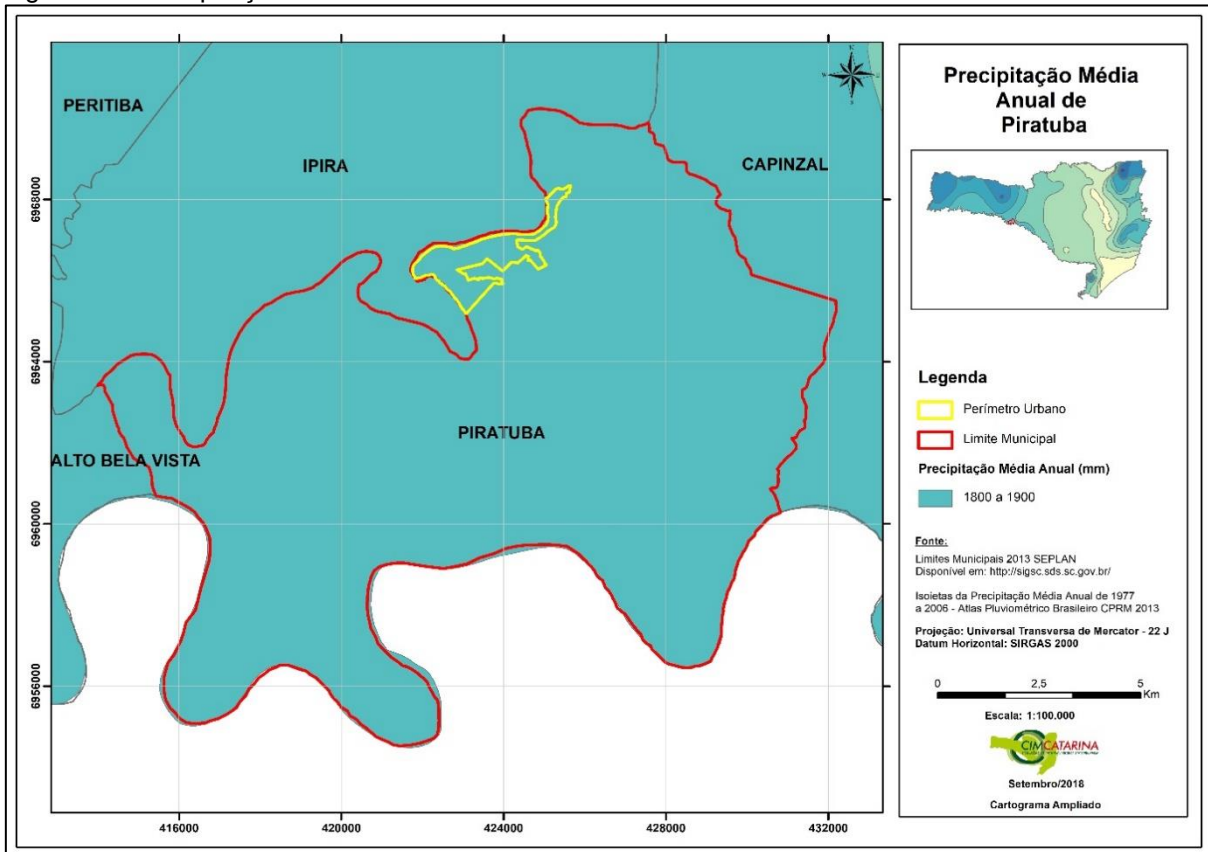 PERITIBA
IPIRA
CAPINZAL
PIRATUBA
ALTO BELA VISTA
6968000
6964000
6960000
6956000
416000
420000
424000
428000
432000
Precipitação Média
Anual de
Piratuba
Legenda
Perímetro Urbano
Limite Municipal
Precipitação Média Anual (mm)
1800 a 1900
Fonte:
Limites Municipais 2013 SEPLAN
Disponível em: http://sigsc.sds.sc.gov.br/
Isoietas da Precipitação Média Anual de 1977
a 2006 - Atlas Pluviométrico Brasileiro CPRM 2013
Projeção: Universal Transversa de Mercator - 22 J
Datum Horizontal: SIRGAS 2000
0 2,5 5
Km
Escala: 1:100.000
CIMCATARINA
Setembro/2018
Cartograma Ampliado